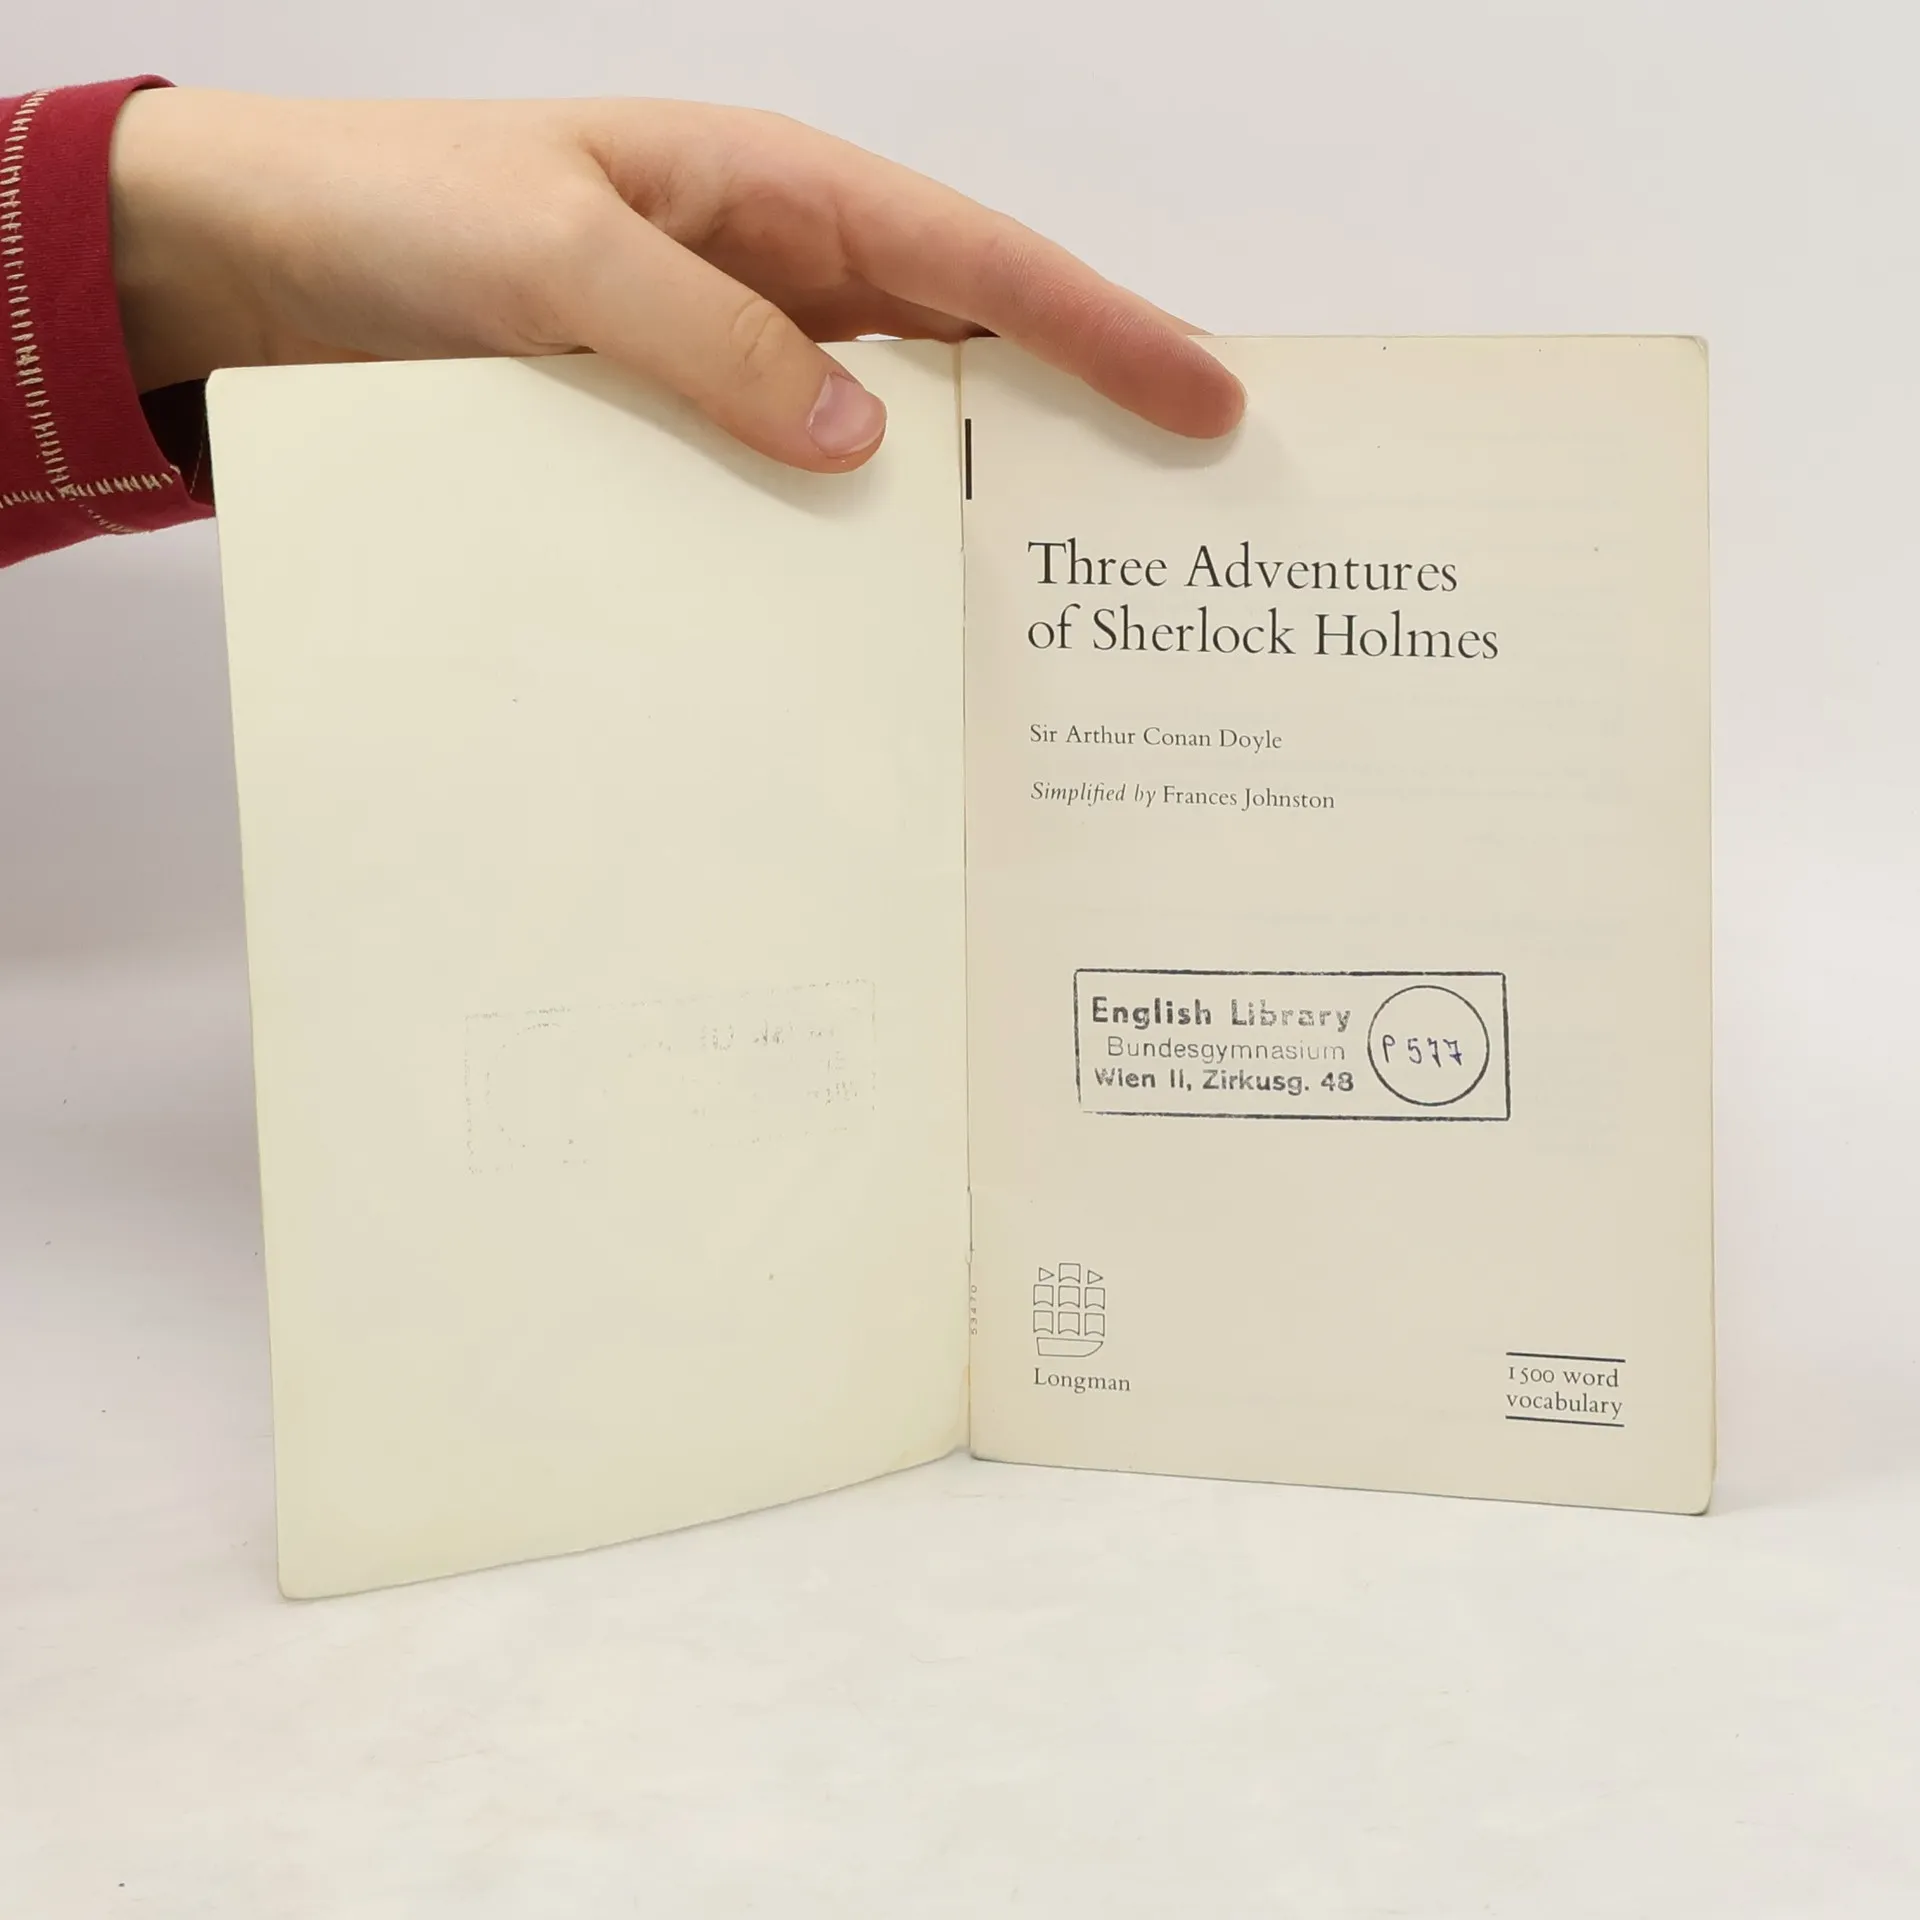 Three Adventures
of Sherlock Holmes
Sir Arthur Conan Doyle
Simplified by Frances Johnston
English Library
Bundesgymnasium
Wien II, Zirkusg. 48
P 577
53470
Longman
1500 word
vocabulary